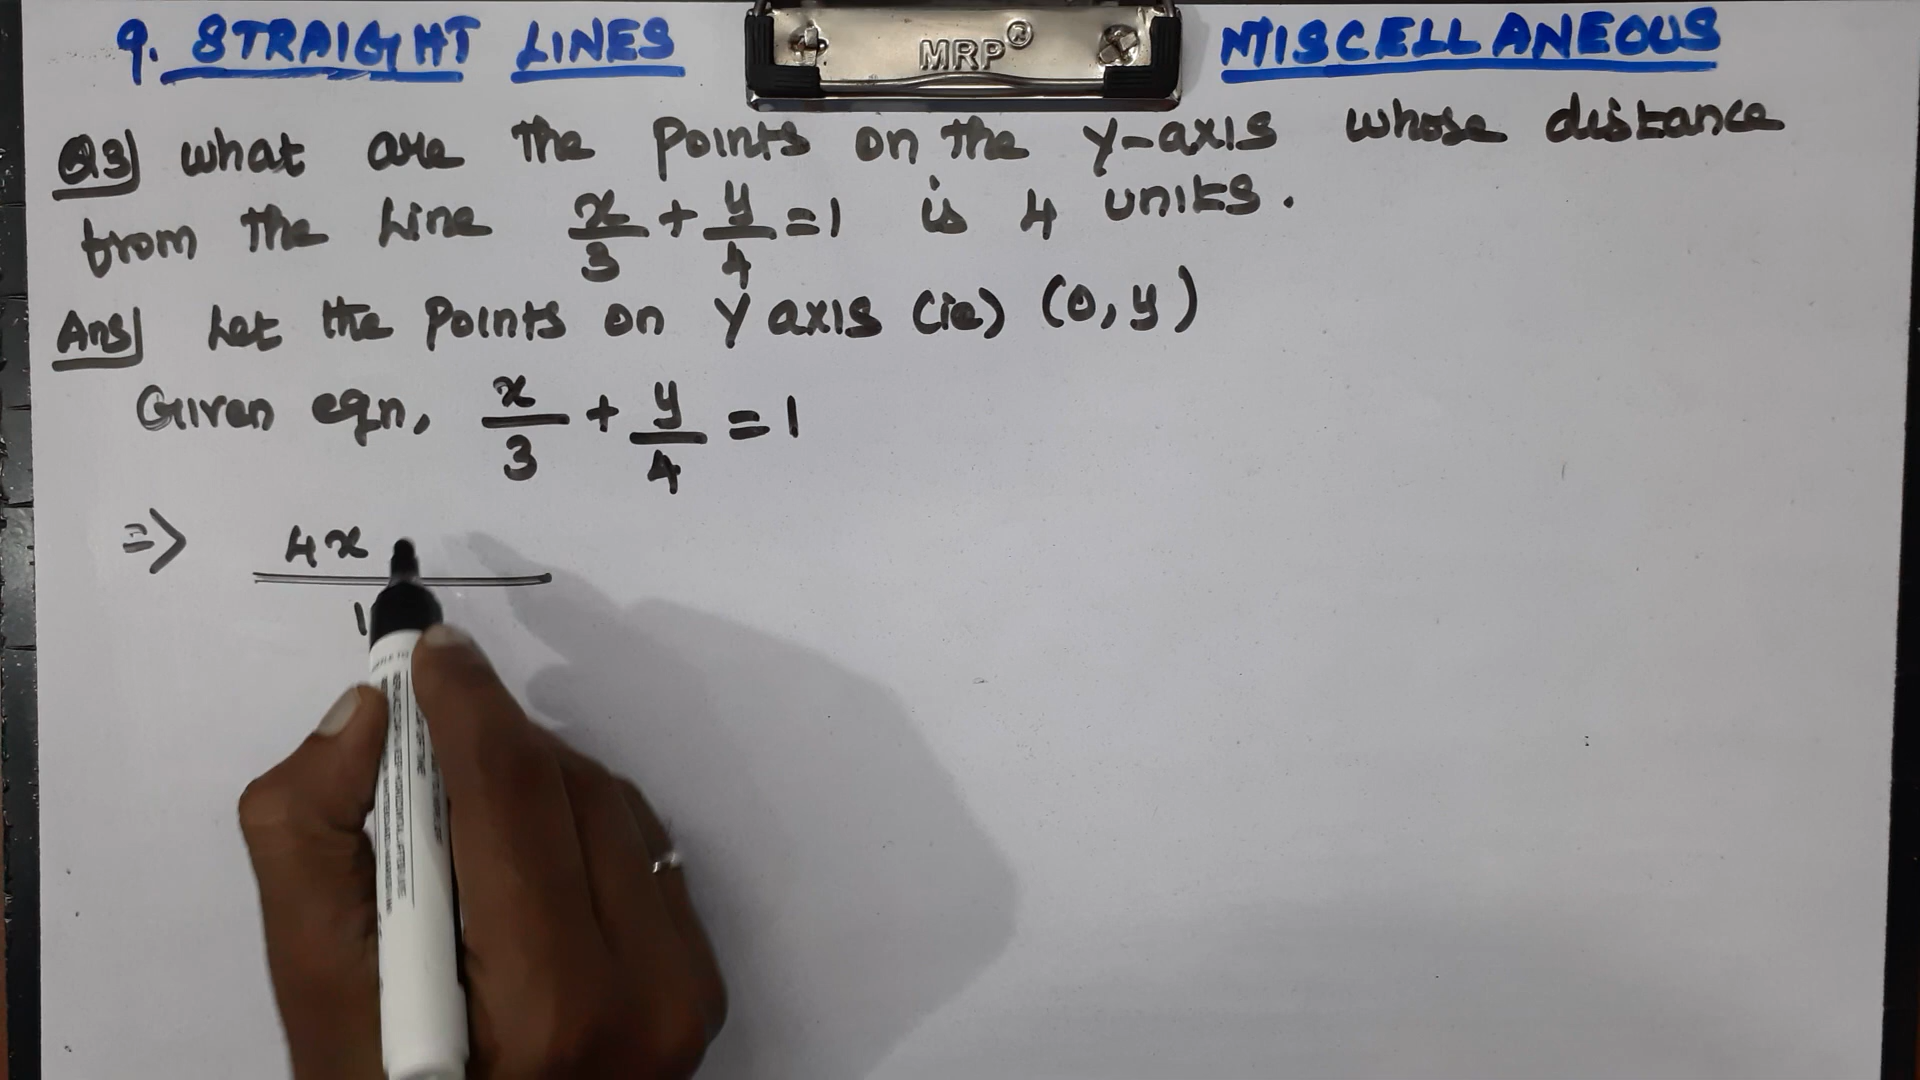 9. STRAIGHT LINES MRP® MISCELLANEOUS
Q3) what are the points on the y-axis whose distance
from the line x/3 + y/4 = 1 is 4 units.
Ans) Let the points on Y axis (ie) (0, y)
Given eqn, x/3 + y/4 = 1
=> 4x
1